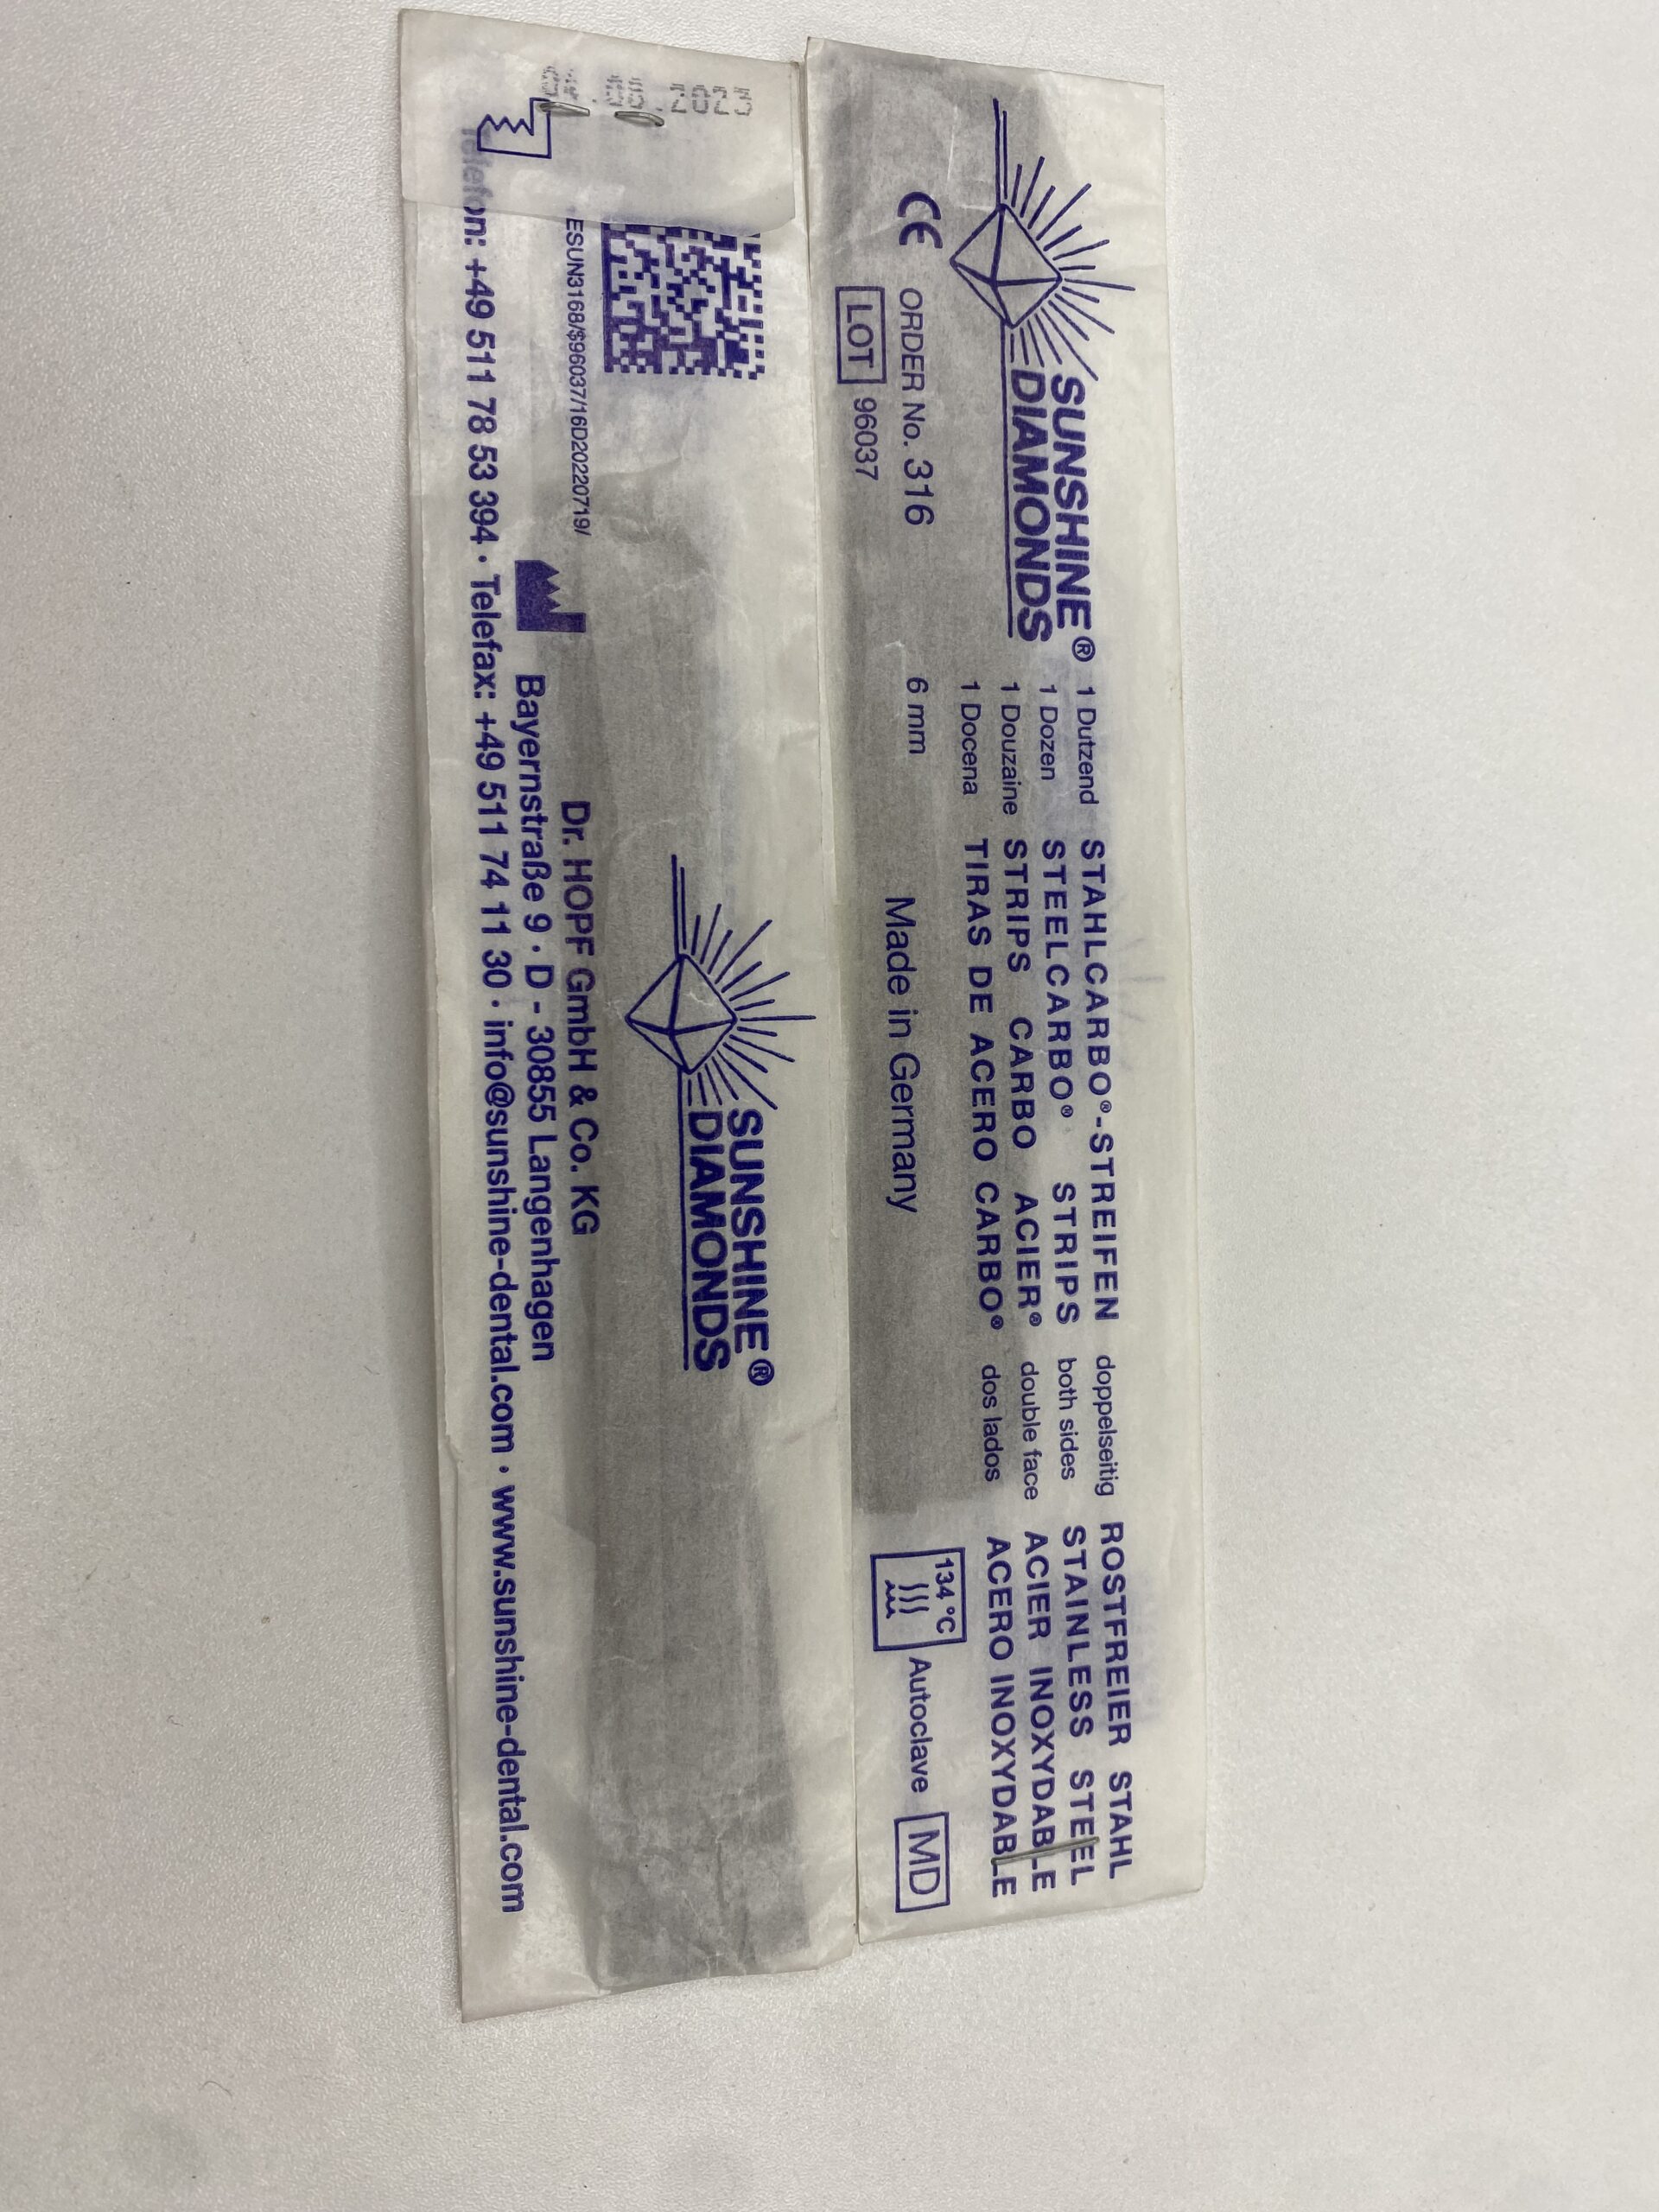 SUNSHINE®
DIAMONDS
1 Dutzend STAHLCARBO®-STREIFEN doppelseitig ROSTFREIER STAHL
1 Dozen STEELCARBO® STRIPS both sides STAINLESS STEEL
1 Douzaine STRIPS CARBO ACIER® double face ACIER INOXYDABLE
1 Docena TIRAS DE ACERO CARBO® dos lados ACERO INOXYDABLE
CE ORDER No. 316 6 mm Made in Germany 134 °C Autoclave MD
LOT 96037
2023
SUNSHINE®
DIAMONDS
ESUN3168/$96037/16D20220719/
Dr. HOPF GmbH & Co. KG
Bayernstraße 9 · D - 30855 Langenhagen
Telefon: +49 511 78 53 394 · Telefax: +49 511 74 11 30 · info@sunshine-dental.com · www.sunshine-dental.com